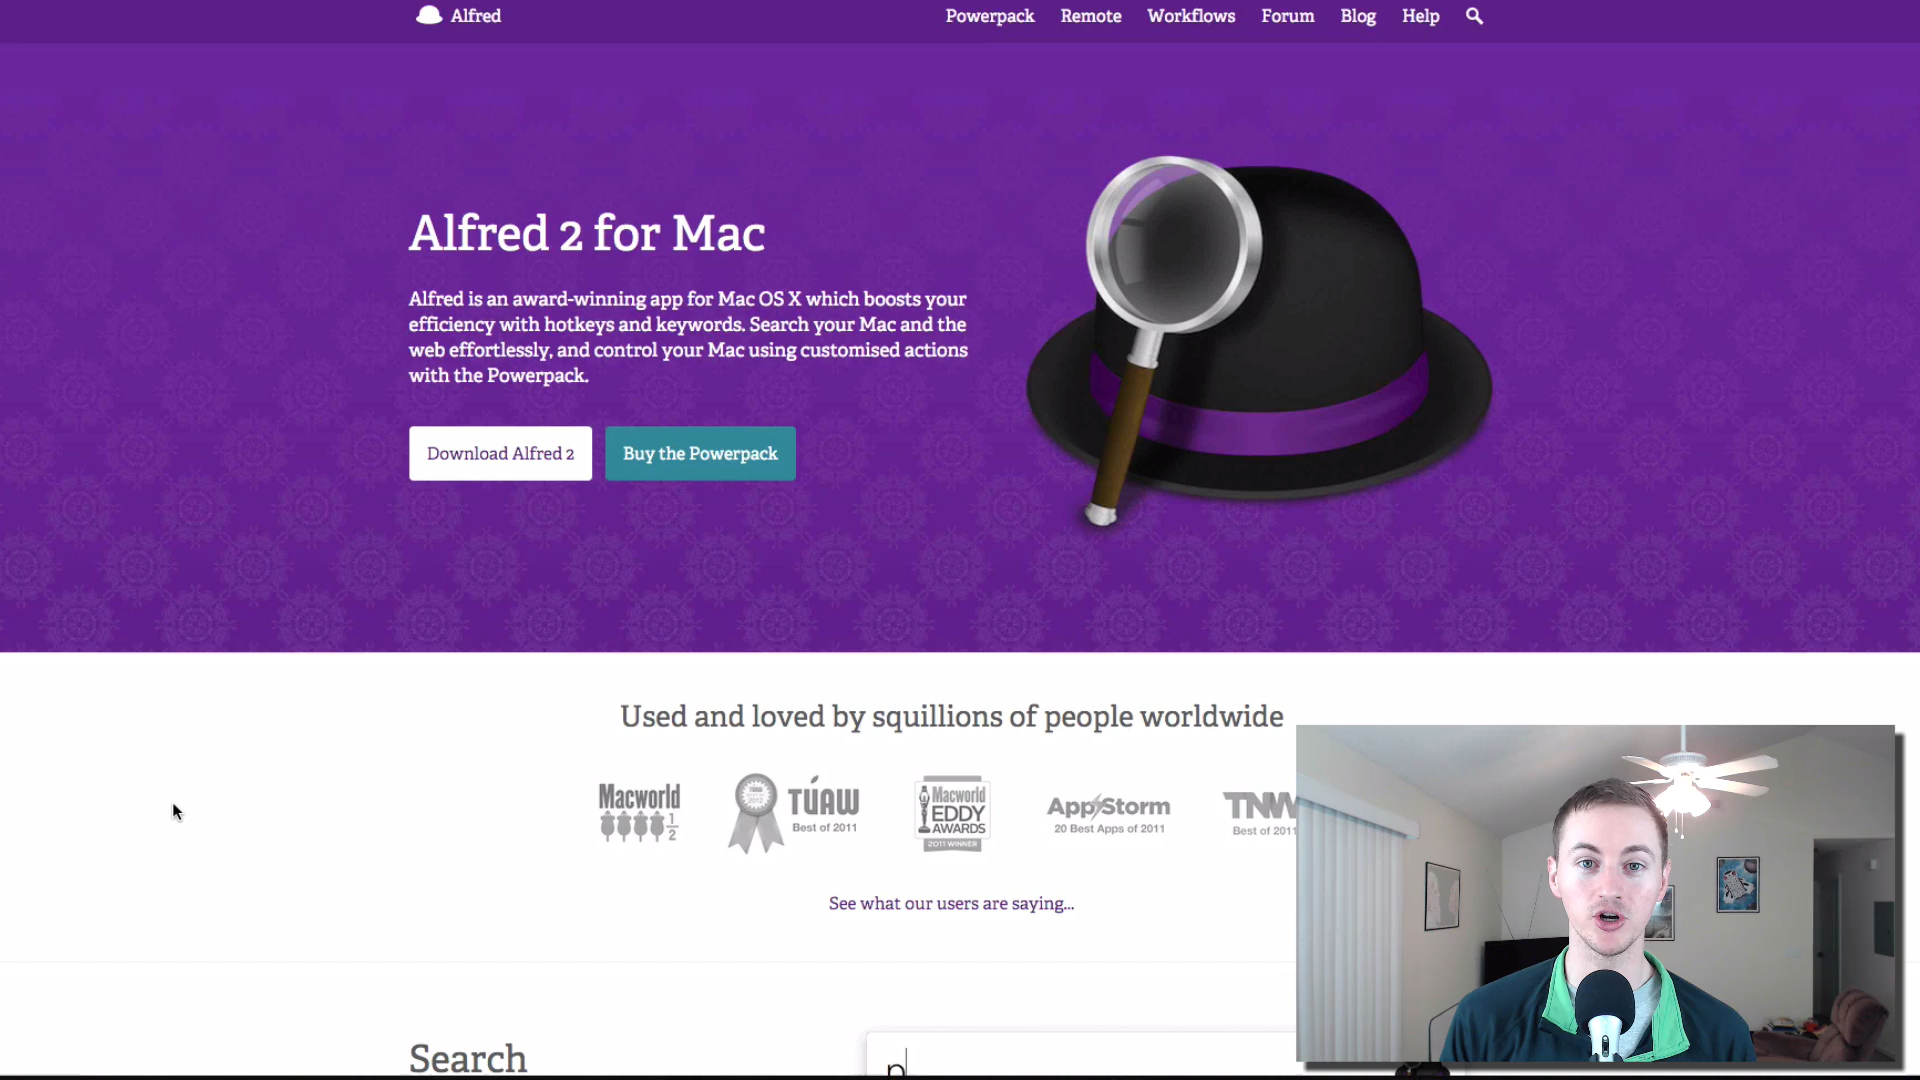 Alfred
Powerpack Remote Workflows Forum Blog Help
Alfred 2 for Mac
Alfred is an award-winning app for Mac OS X which boosts your
efficiency with hotkeys and keywords. Search your Mac and the
web effortlessly, and control your Mac using customised actions
with the Powerpack.
Download Alfred 2
Buy the Powerpack
Used and loved by squillions of people worldwide
Macworld
1/2
TÚAW
Best of 2011
Macworld
EDDY
AWARDS
2011 WINNER
AppStorm
20 Best Apps of 2011
TNW
Best of 2011
See what our users are saying...
Search
p